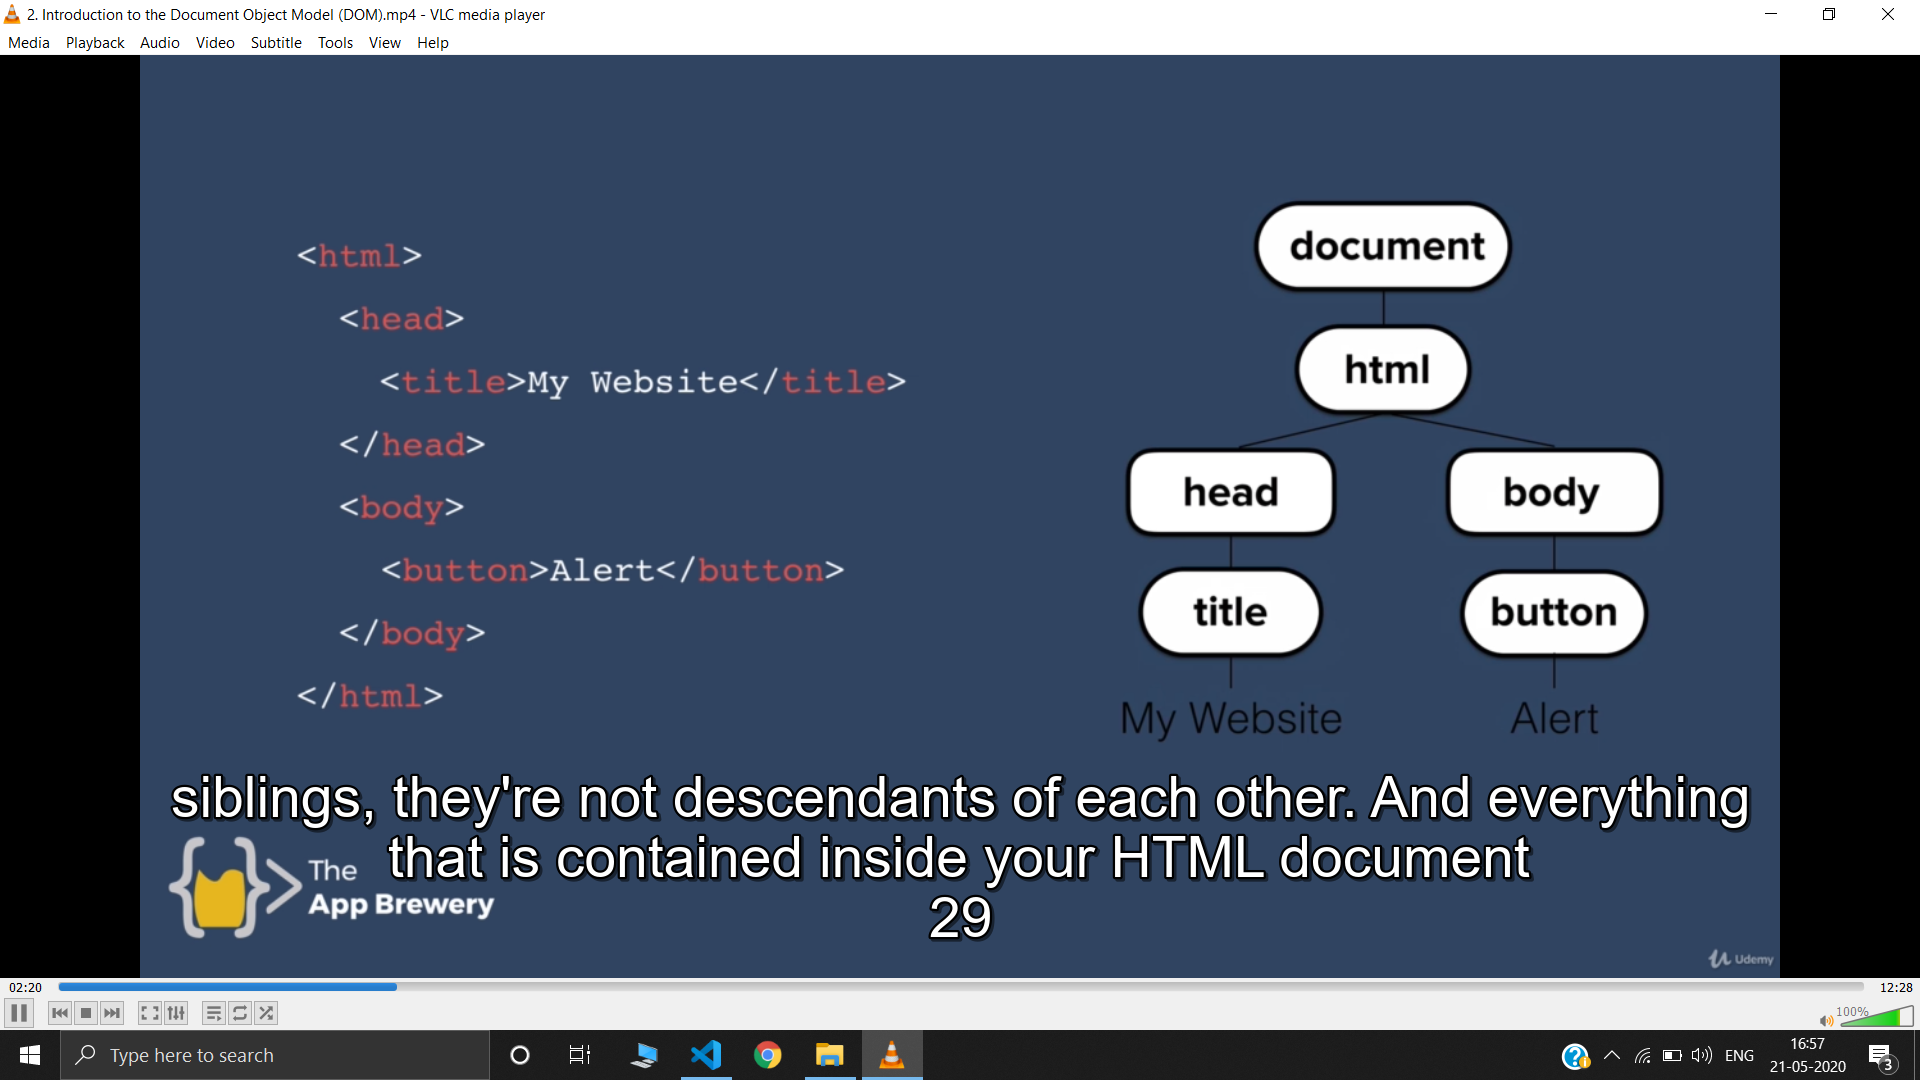 2. Introduction to the Document Object Model (DOM).mp4 - VLC media player
Media Playback Audio Video Subtitle Tools View Help
<html>
<head>
<title>My Website</title>
</head>
<body>
<button>Alert</button>
</body>
</html>
document
html
head body
title button
My Website Alert
siblings, they're not descendants of each other. And everything
that is contained inside your HTML document
29
The
App Brewery
Udemy
02:20 12:28
100%
Type here to search
ENG
16:57
21-05-2020
3